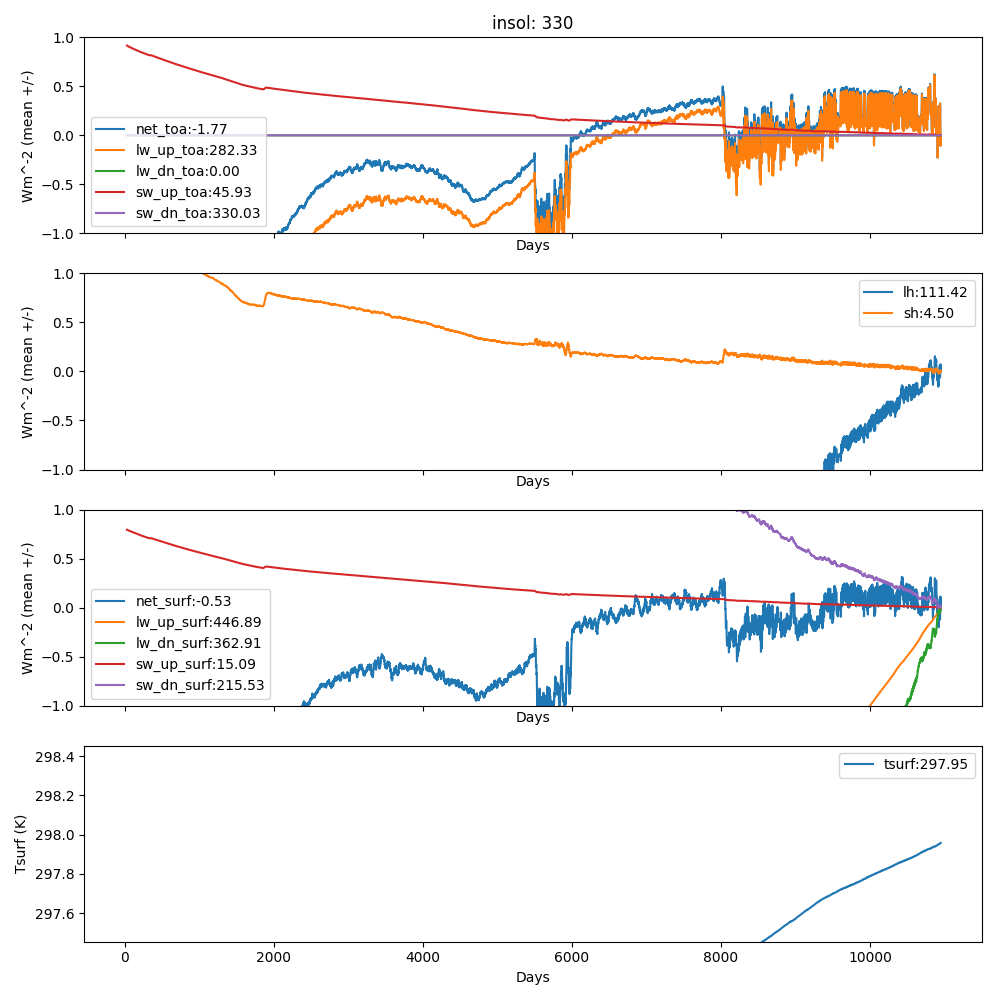 insol: 330
Wm^-2 (mean +/-)
1.0
0.5
0.0
−0.5
−1.0
net_toa:-1.77
lw_up_toa:282.33
lw_dn_toa:0.00
sw_up_toa:45.93
sw_dn_toa:330.03
Days
Wm^-2 (mean +/-)
1.0
0.5
0.0
−0.5
−1.0
lh:111.42
sh:4.50
Days
Wm^-2 (mean +/-)
1.0
0.5
0.0
−0.5
−1.0
net_surf:-0.53
lw_up_surf:446.89
lw_dn_surf:362.91
sw_up_surf:15.09
sw_dn_surf:215.53
Days
Tsurf (K)
298.4
298.2
298.0
297.8
297.6
tsurf:297.95
0 2000 4000 6000 8000 10000
Days